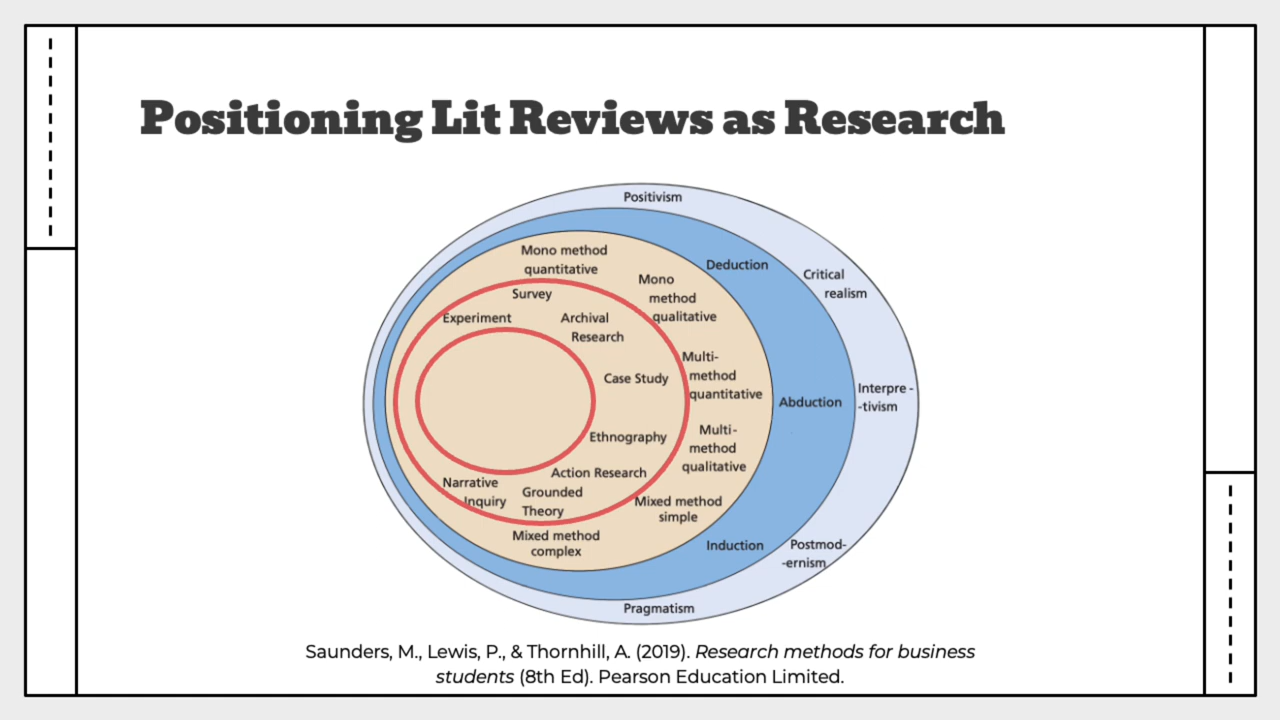 Positioning Lit Reviews as Research
Positivism
Mono method
quantitative
Deduction
Critical
realism
Mono
method
qualitative
Survey
Experiment
Archival
Research
Multi-
method
quantitative
Case Study
Abduction
Interpre -
-tivism
Multi-
method
qualitative
Ethnography
Action Research
Narrative
Inquiry
Grounded
Theory
Mixed method
simple
Mixed method
complex
Induction
Postmod-
-ernism
Pragmatism
Saunders, M., Lewis, P., & Thornhill, A. (2019). Research methods for business
students (8th Ed). Pearson Education Limited.